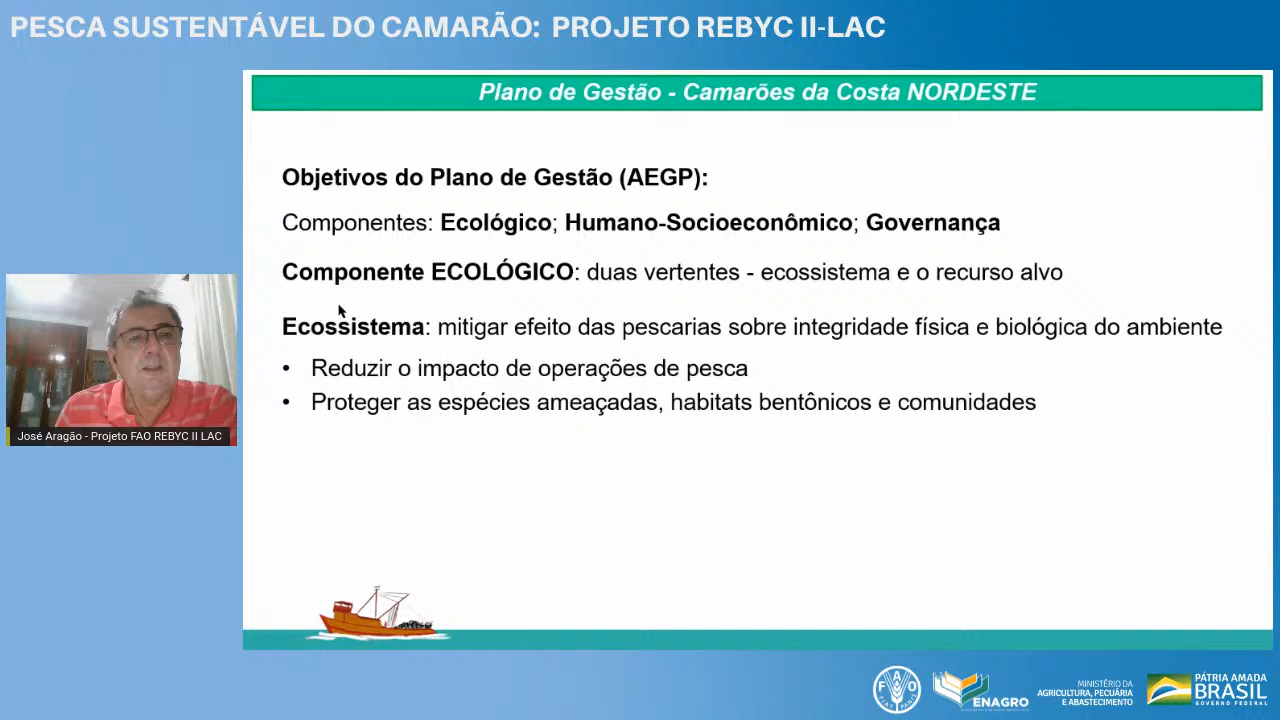 PESCA SUSTENTÁVEL DO CAMARÃO: PROJETO REBYC II-LAC
Plano de Gestão - Camarões da Costa NORDESTE
Objetivos do Plano de Gestão (AEGP):
Componentes: Ecológico; Humano-Socioeconômico; Governança
Componente ECOLÓGICO: duas vertentes - ecossistema e o recurso alvo
Ecossistema: mitigar efeito das pescarias sobre integridade física e biológica do ambiente
• Reduzir o impacto de operações de pesca
• Proteger as espécies ameaçadas, habitats bentônicos e comunidades
José Aragão - Projeto FAO REBYC II LAC
FAO
FIAT PANIS
ENAGRO
MINISTÉRIO DA
AGRICULTURA, PECUÁRIA
E ABASTECIMENTO
PÁTRIA AMADA
BRASIL
GOVERNO FEDERAL